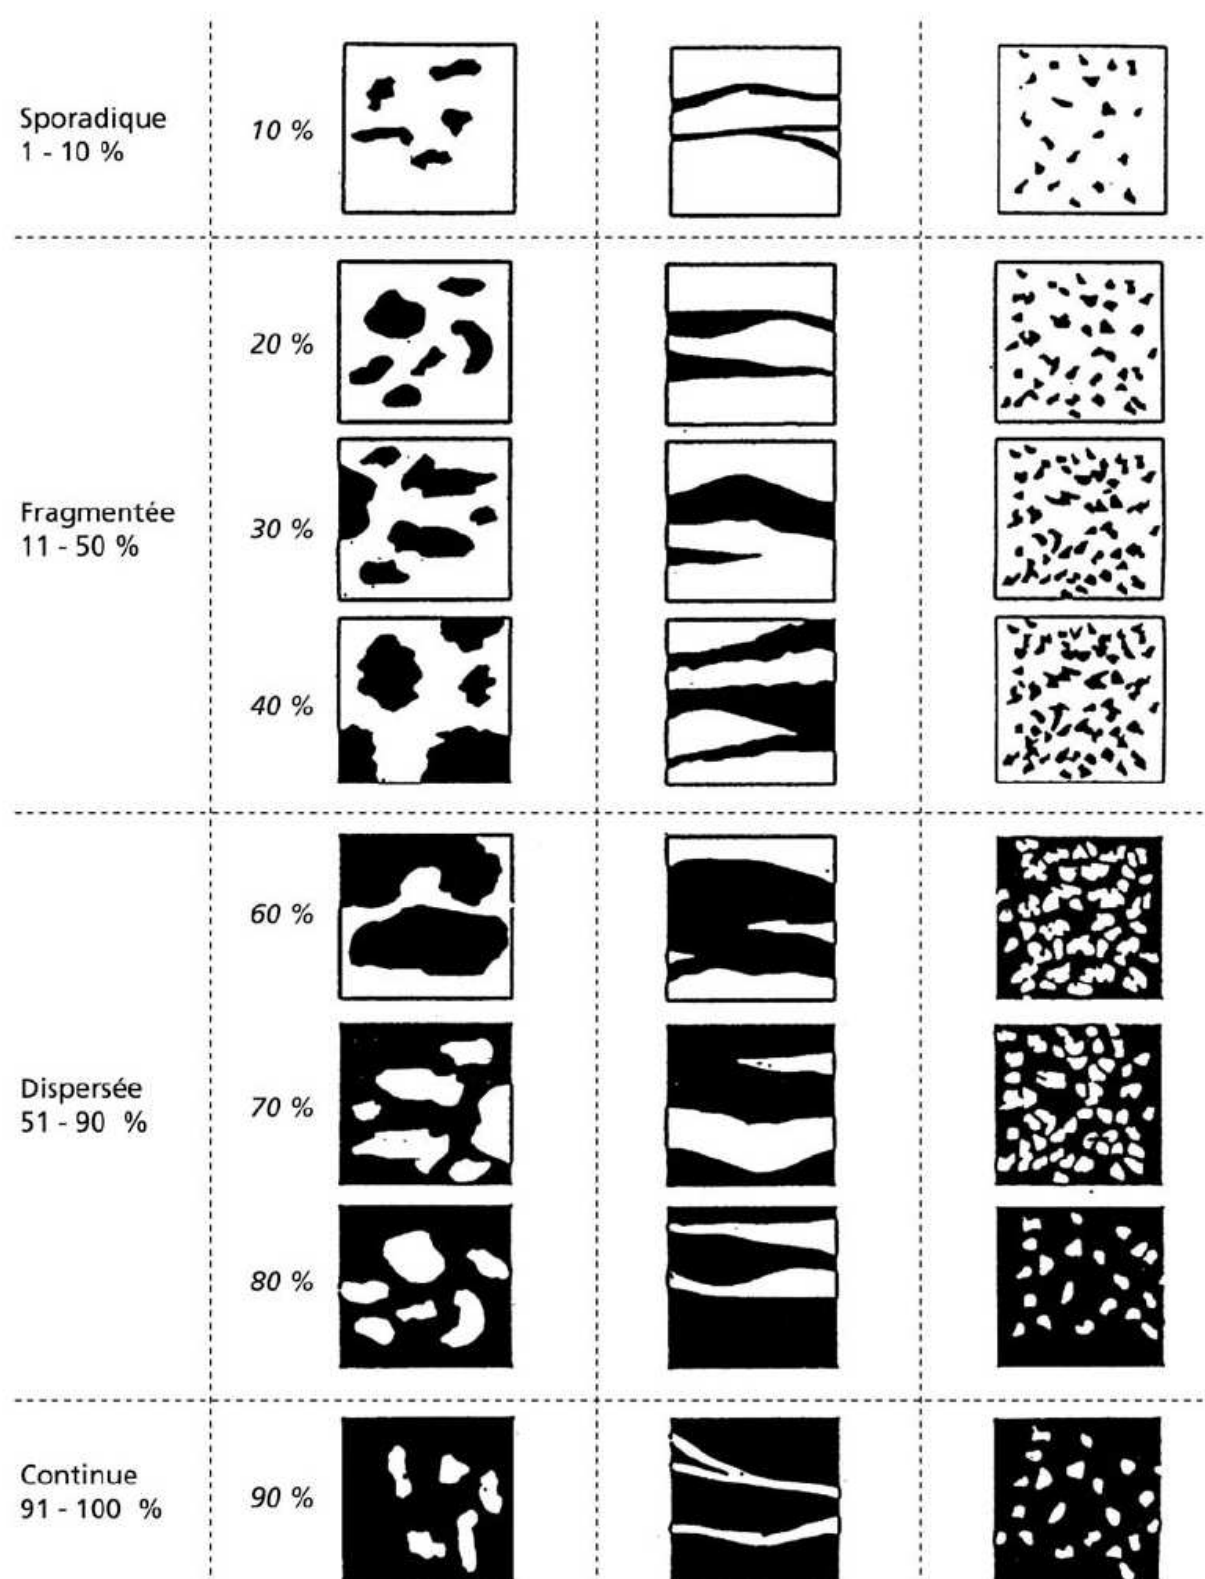 Sporadique
1 - 10 %
10 %
20 %
Fragmentée
11 - 50 %
30 %
40 %
60 %
Dispersée
51 - 90 %
70 %
80 %
Continue
91 - 100 %
90 %